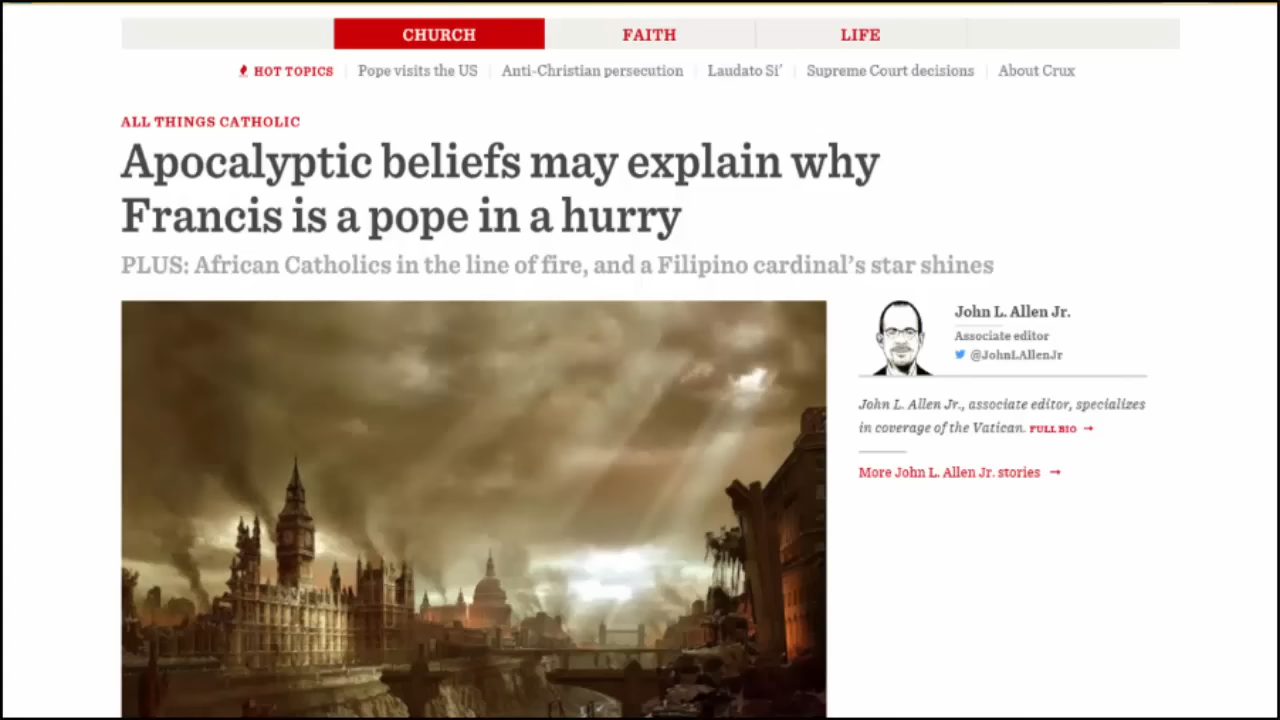 CHURCH FAITH LIFE
HOT TOPICS Pope visits the US Anti-Christian persecution Laudato Si' Supreme Court decisions About Crux
ALL THINGS CATHOLIC
Apocalyptic beliefs may explain why
Francis is a pope in a hurry
PLUS: African Catholics in the line of fire, and a Filipino cardinal's star shines
John L. Allen Jr.
Associate editor
@JohnLAllenJr
John L. Allen Jr., associate editor, specializes
in coverage of the Vatican. FULL BIO →
More John L. Allen Jr. stories →